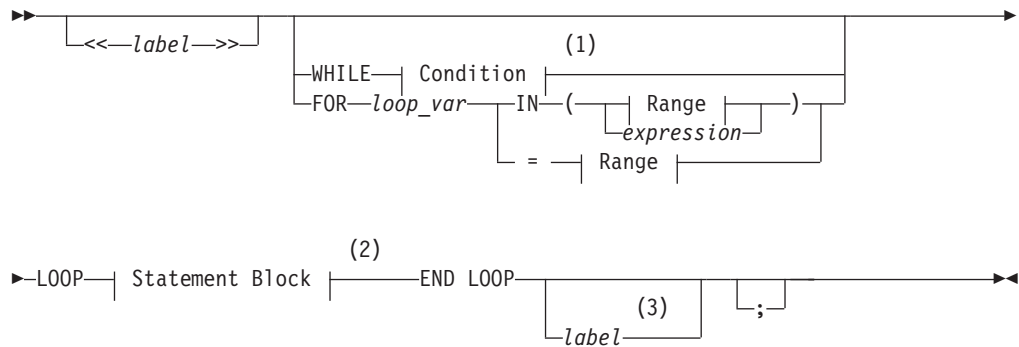 << label >>
(1)
WHILE Condition
FOR loop_var IN ( Range )
expression
= Range
(2)
LOOP Statement Block END LOOP
(3)
;
label